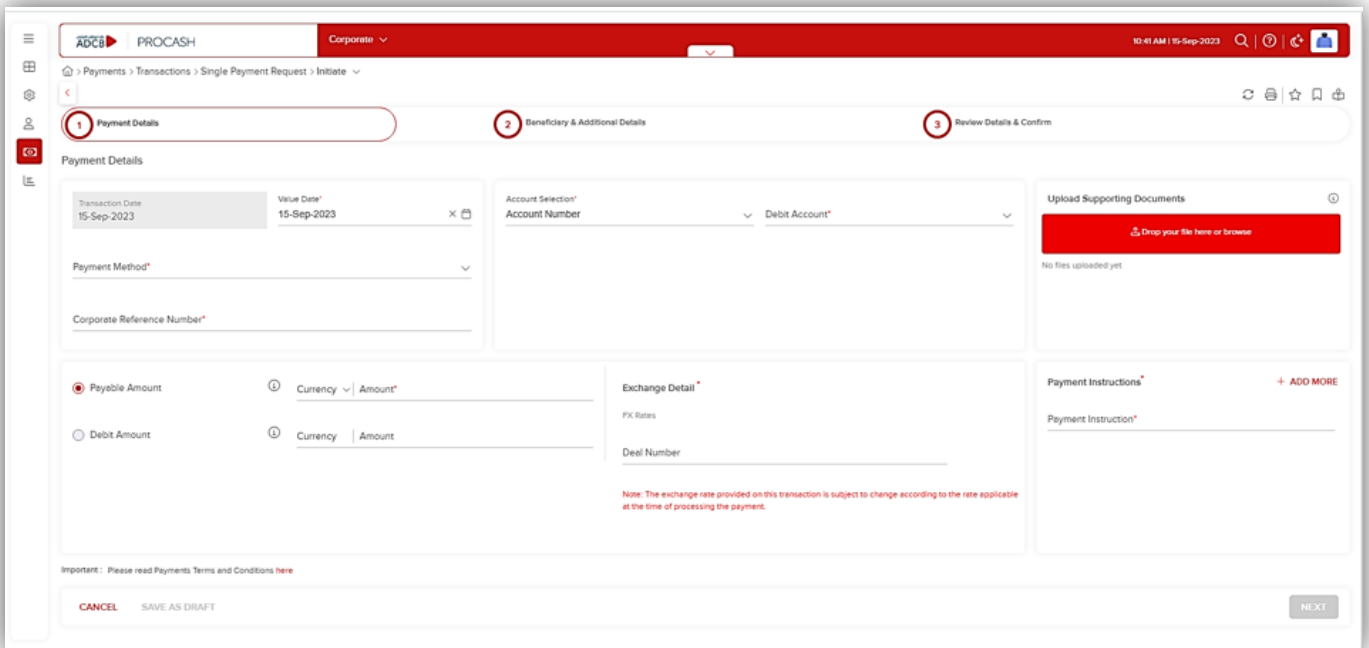 ADCB PROCASH Corporate 10:41 AM | 15-Sep-2023
> Payments > Transactions > Single Payment Request > Initiate
1 Payment Details 2 Beneficiary & Additional Details 3 Review Details & Confirm
Payment Details
Transaction Date
15-Sep-2023
Value Date*
15-Sep-2023
Payment Method*
Corporate Reference Number*
Account Selection*
Account Number
Debit Account*
Upload Supporting Documents
Drop your file here or browse
No files uploaded yet
Payable Amount Currency Amount*
Debit Amount Currency Amount
Exchange Detail *
FX Rates
Deal Number
Note: The exchange rate provided on this transaction is subject to change according to the rate applicable
at the time of processing the payment.
Payment Instructions* + ADD MORE
Payment Instruction*
Important : Please read Payments Terms and Conditions here
CANCEL SAVE AS DRAFT NEXT